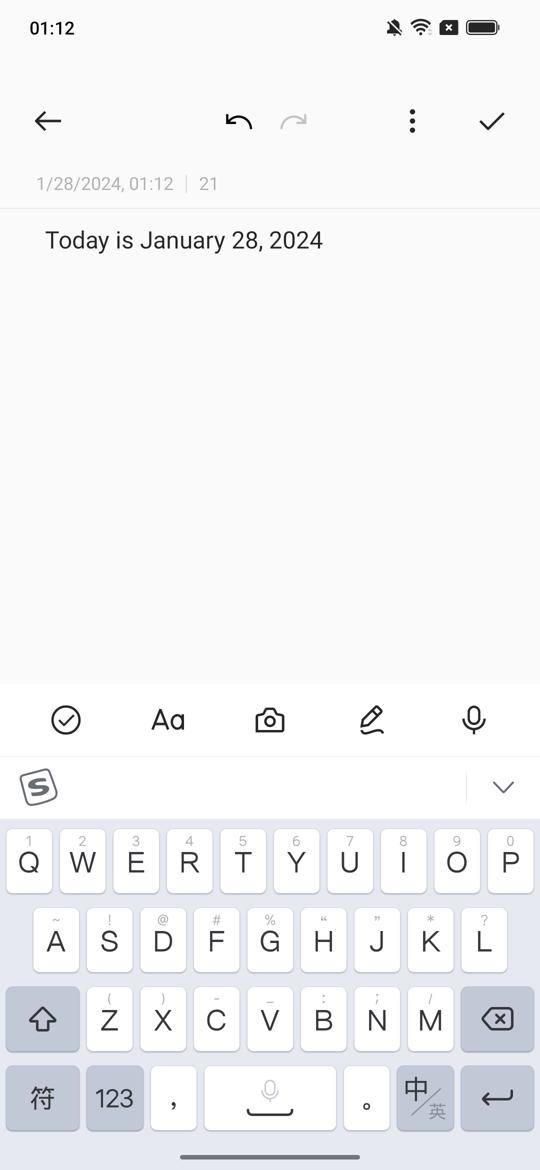 01:12
1/28/2024, 01:12 | 21
Today is January 28, 2024
Aa
S
1 2 3 4 5 6 7 8 9 0
Q W E R T Y U I O P
~ ! @ # % “ ” * ?
A S D F G H J K L
( ) - _ : ; /
Z X C V B N M
符 123 , 。 中/英